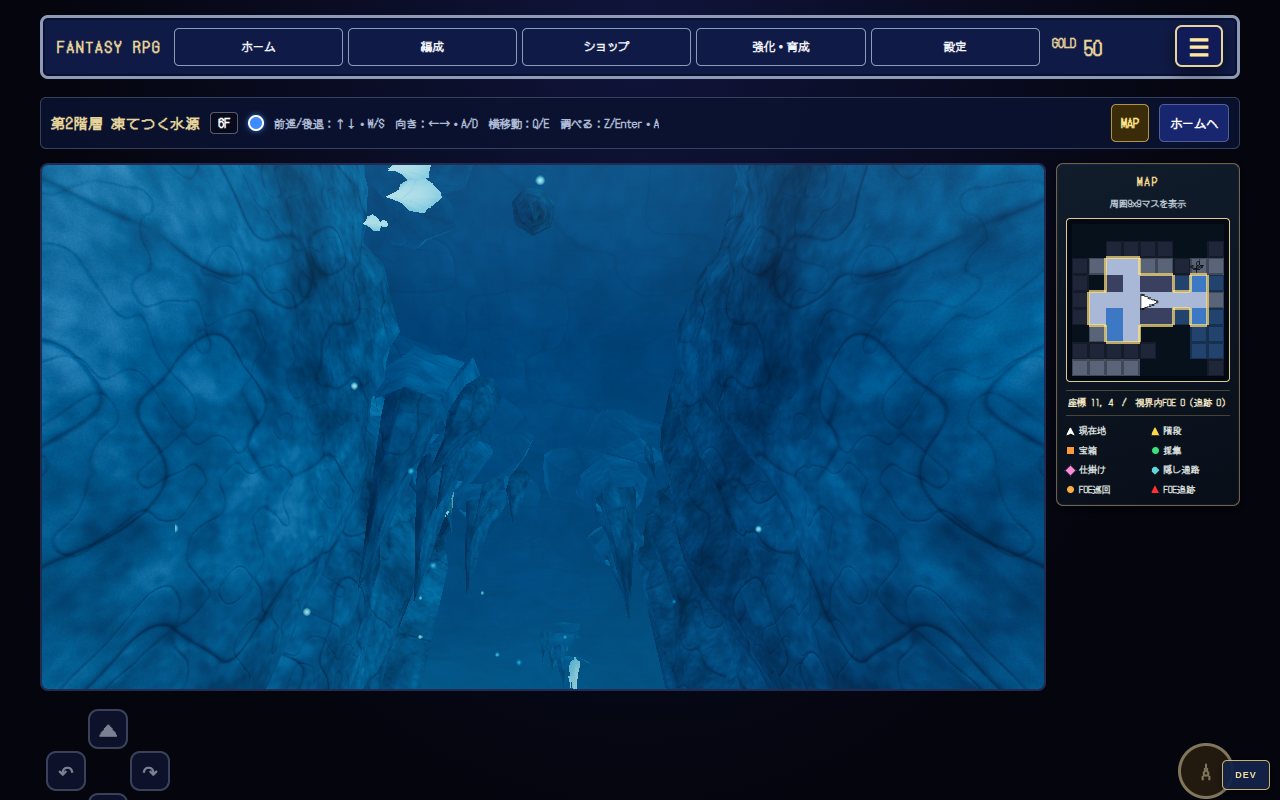 FANTASY RPG
ホーム
編成
ショップ
強化・育成
設定
GOLD 50
第2階層 凍てつく水源
6F
前進/後退：↑↓・W/S 向き：←→・A/D 横移動：Q/E 調べる：Z/Enter・A
MAP
ホームへ
MAP
周囲9x9マスを表示
座標 11, 4 / 視界内FOE 0（追跡 0）
現在地
階段
宝箱
採集
仕掛け
隠し通路
FOE巡回
FOE追跡
A
DEV